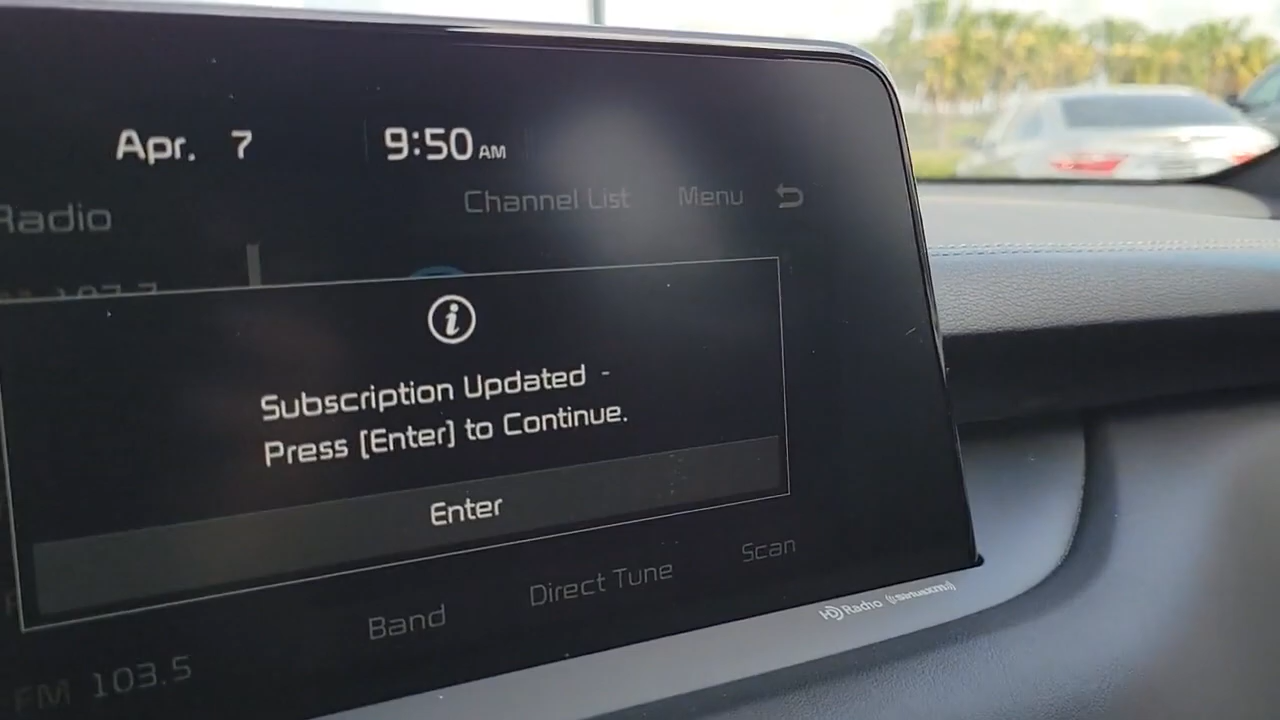 Apr. 7 9:50 AM
Radio Channel List Menu
Subscription Updated -
Press [Enter] to Continue.
Enter
Band Direct Tune Scan
FM 103.5
HD Radio ((SiriusXM))